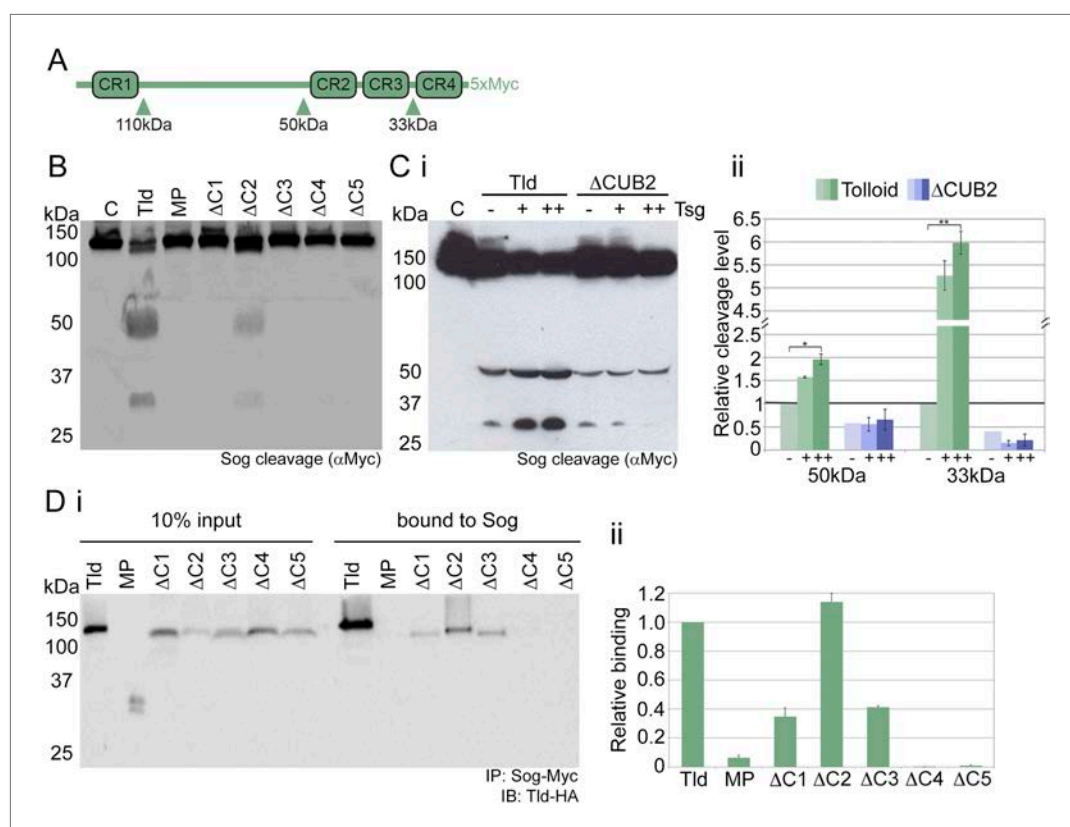 A
CR1 CR2 CR3 CR4 5xMyc
110kDa 50kDa 33kDa
B
kDa C Tld MP ΔC1 ΔC2 ΔC3 ΔC4 ΔC5
150
100
50
37
25
Sog cleavage (αMyc)
C i
Tld ΔCUB2
kDa C - + ++ - + ++ Tsg
150
100
50
37
25
Sog cleavage (αMyc)
ii
Tolloid ΔCUB2
Relative cleavage level
6.5
6
5.5
5
4.5
2
1.5
1
0.5
0
* **
- + ++ - + ++ - + ++ - + ++
50kDa 33kDa
D i
10% input bound to Sog
kDa Tld MP ΔC1 ΔC2 ΔC3 ΔC4 ΔC5 Tld MP ΔC1 ΔC2 ΔC3 ΔC4 ΔC5
150
100
37
25
IP: Sog-Myc
IB: Tld-HA
ii
Relative binding
1.2
1.0
0.8
0.6
0.4
0.2
0
Tld MP ΔC1 ΔC2 ΔC3 ΔC4 ΔC5